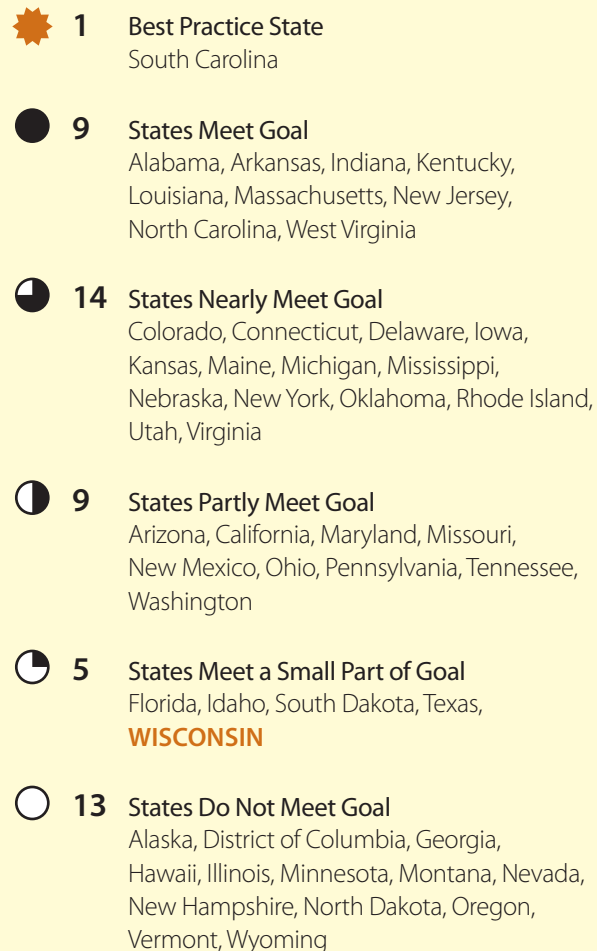 1 Best Practice State
South Carolina
9 States Meet Goal
Alabama, Arkansas, Indiana, Kentucky,
Louisiana, Massachusetts, New Jersey,
North Carolina, West Virginia
14 States Nearly Meet Goal
Colorado, Connecticut, Delaware, Iowa,
Kansas, Maine, Michigan, Mississippi,
Nebraska, New York, Oklahoma, Rhode Island,
Utah, Virginia
9 States Partly Meet Goal
Arizona, California, Maryland, Missouri,
New Mexico, Ohio, Pennsylvania, Tennessee,
Washington
5 States Meet a Small Part of Goal
Florida, Idaho, South Dakota, Texas,
WISCONSIN
13 States Do Not Meet Goal
Alaska, District of Columbia, Georgia,
Hawaii, Illinois, Minnesota, Montana, Nevada,
New Hampshire, North Dakota, Oregon,
Vermont, Wyoming